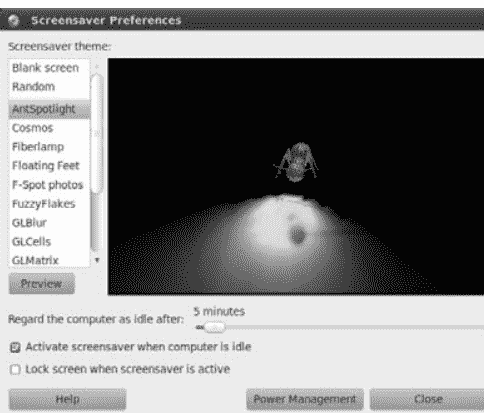 Screensaver Preferences
Screensaver theme:
Blank screen
Random
AntSpotlight
Cosmos
Fiberlamp
Floating Feet
F-Spot photos
FuzzyFlakes
GLBlur
GLCells
GLMatrix
Preview
5 minutes
Regard the computer as idle after:
Activate screensaver when computer is idle
Lock screen when screensaver is active
Help
Power Management
Close